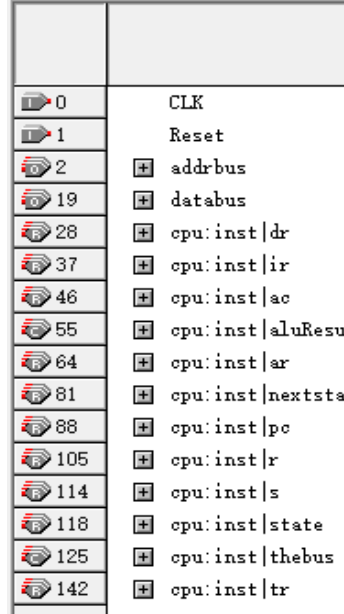 0 CLK
1 Reset
2 addrbus
19 databus
28 cpu:inst|dr
37 cpu:inst|ir
46 cpu:inst|ac
55 cpu:inst|aluResu
64 cpu:inst|ar
81 cpu:inst|nextsta
88 cpu:inst|pc
105 cpu:inst|r
114 cpu:inst|s
118 cpu:inst|state
125 cpu:inst|thebus
142 cpu:inst|tr